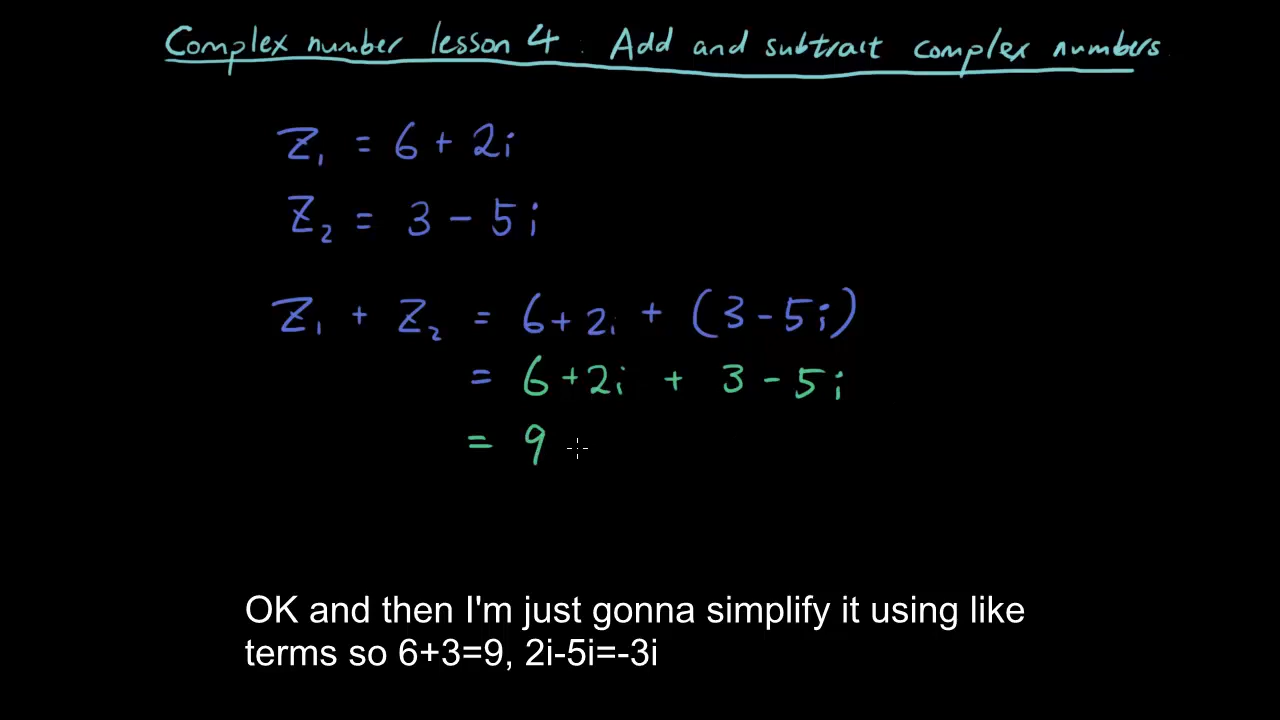 Complex number lesson 4 : Add and subtract complex numbers
Z₁ = 6 + 2i
Z₂ = 3 - 5i
Z₁ + Z₂ = 6 + 2i + (3 - 5i)
= 6 + 2i + 3 - 5i
= 9
OK and then I'm just gonna simplify it using like
terms so 6+3=9, 2i-5i=-3i